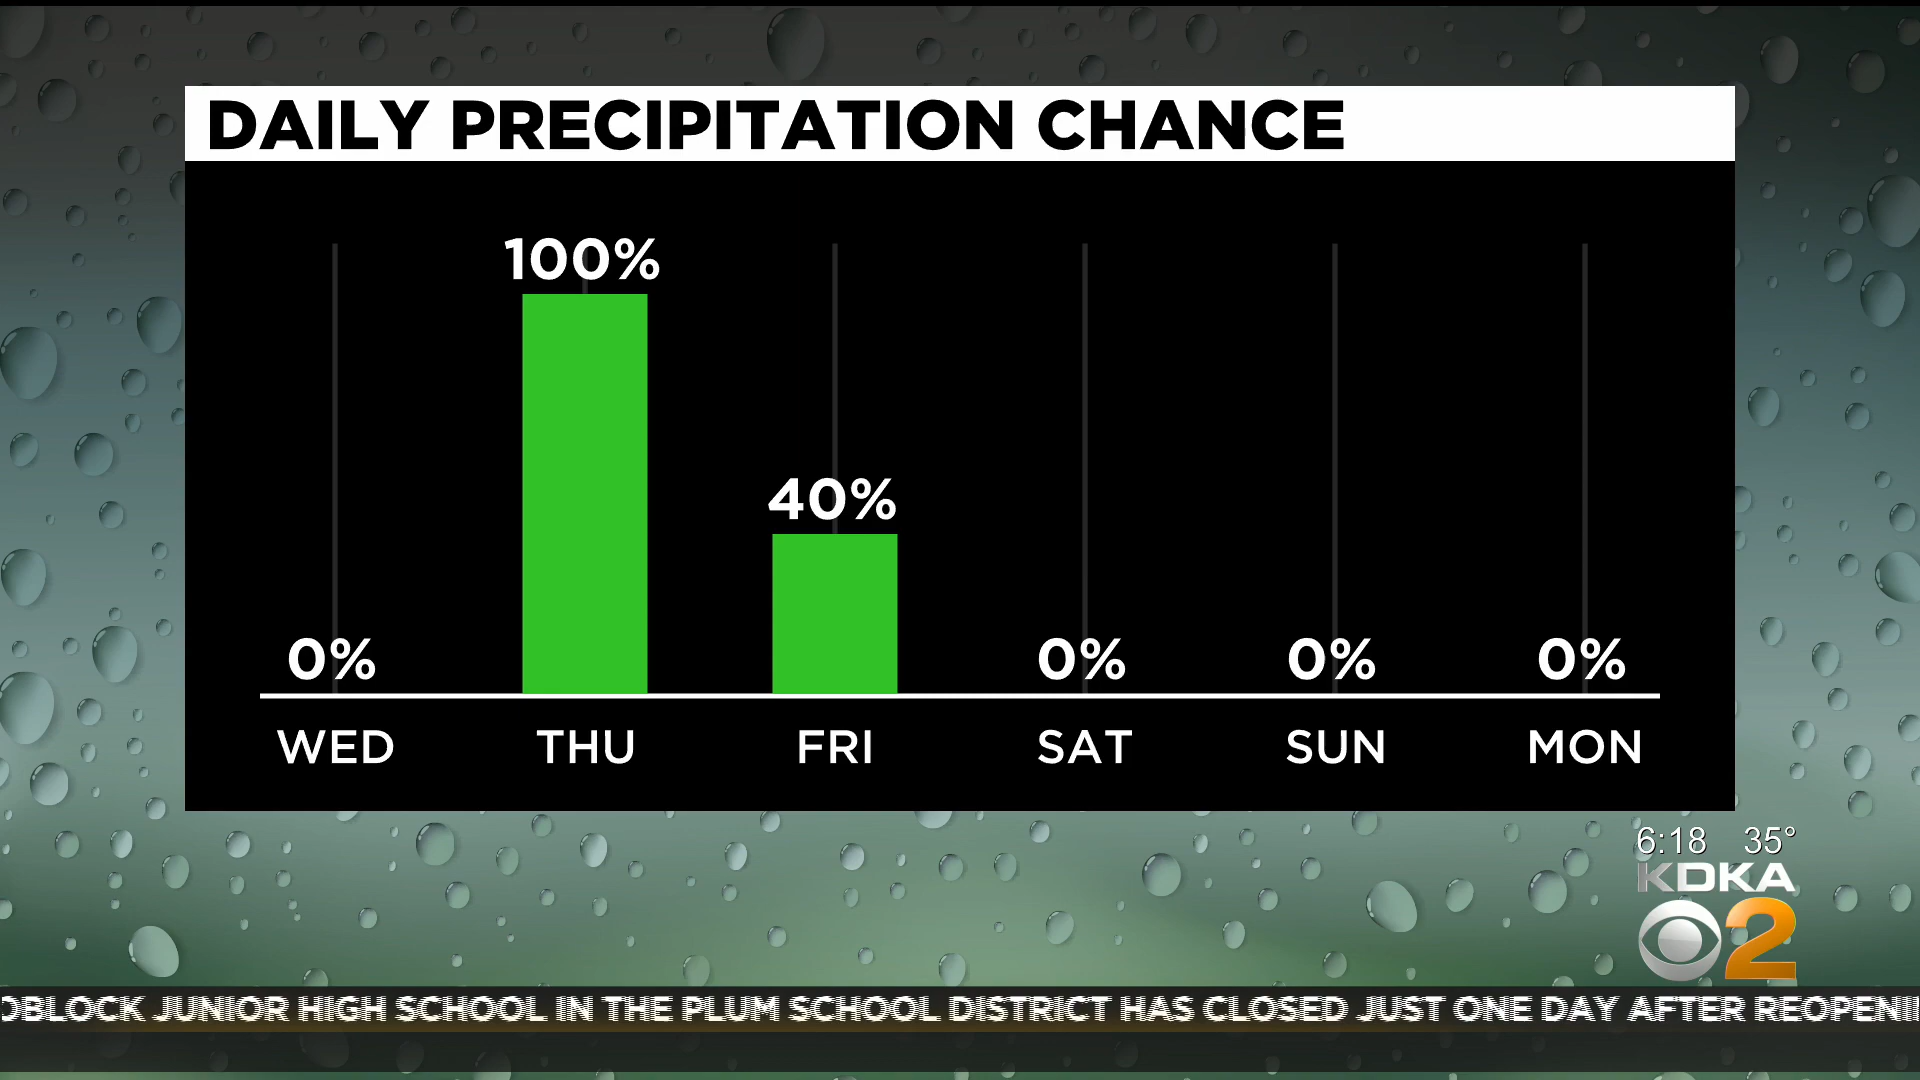 DAILY PRECIPITATION CHANCE
100%
40%
0% 0% 0% 0%
WED THU FRI SAT SUN MON
6:18 35°
KDKA
2
JUNIOR HIGH SCHOOL IN THE PLUM SCHOOL DISTRICT HAS CLOSED JUST ONE DAY AFTER